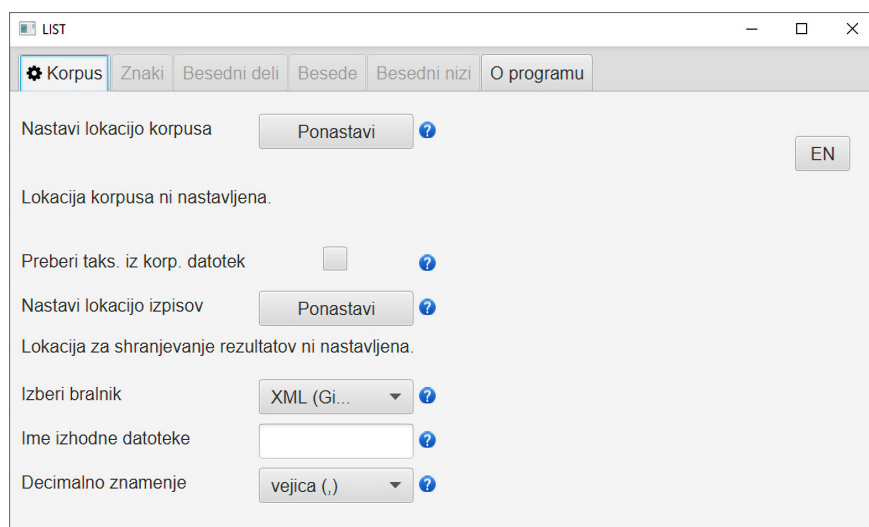 LIST
Korpus Znaki Besedni deli Besede Besedni nizi O programu
Nastavi lokacijo korpusa Ponastavi ?
EN
Lokacija korpusa ni nastavljena.
Preberi taks. iz korp. datotek ?
Nastavi lokacijo izpisov Ponastavi ?
Lokacija za shranjevanje rezultatov ni nastavljena.
Izberi bralnik XML (Gi... ?
Ime izhodne datoteke ?
Decimalno znamenje vejica (,) ?